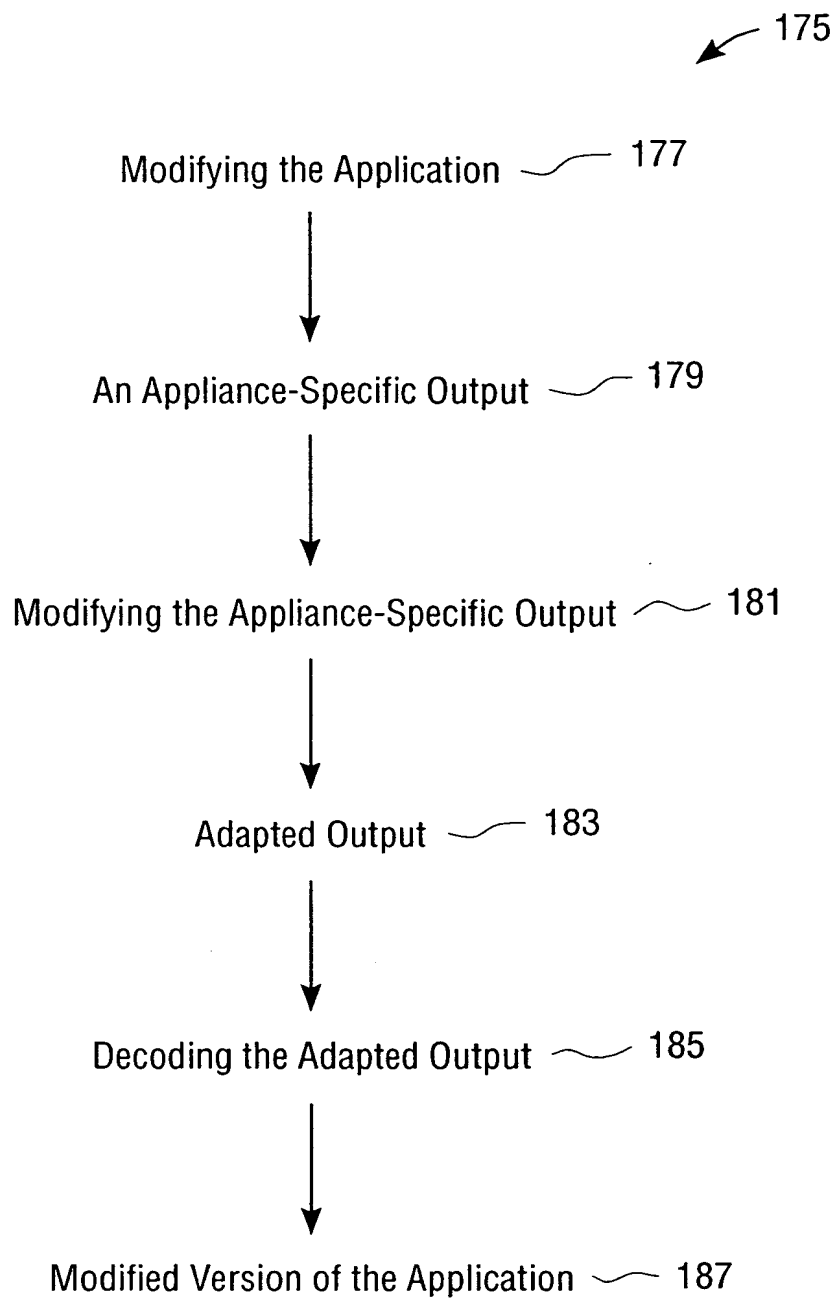 175
Modifying the Application 177
An Appliance-Specific Output 179
Modifying the Appliance-Specific Output 181
Adapted Output 183
Decoding the Adapted Output 185
Modified Version of the Application 187